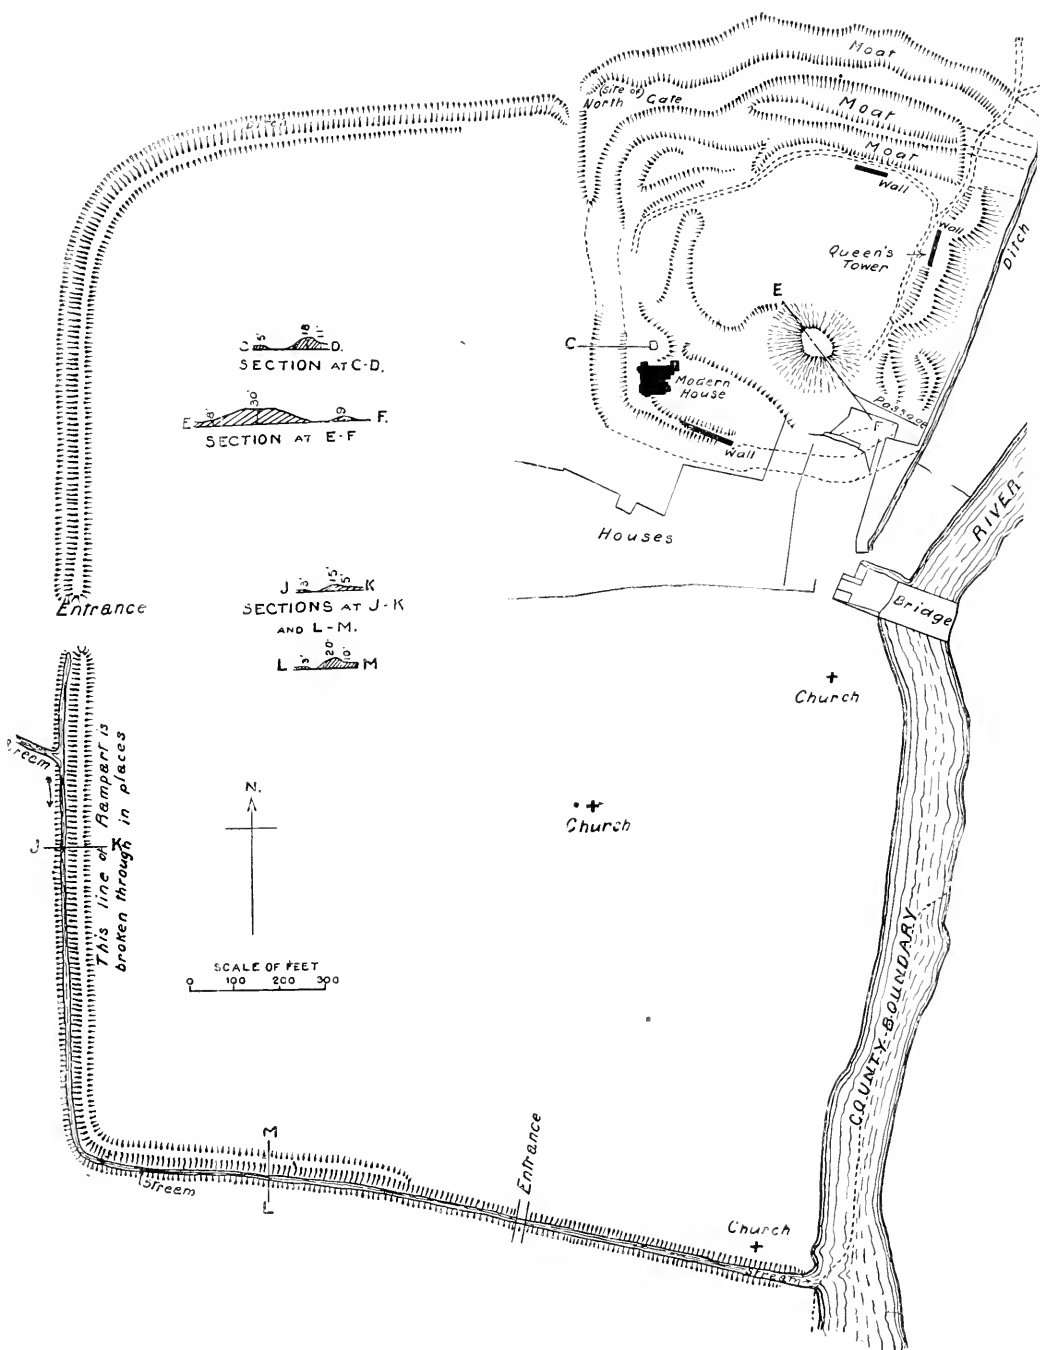 Moat
(site of)
North Gate
Moat
Moat
Ditch
Wall
Wall
Queen's
Tower
Ditch
E
5'
18'
11'
C
D.
SECTION AT C-D.
C
D
Modern
House
30'
9'
E
8'
F.
SECTION AT E-F
Passage
F
Wall
RIVER
Houses
3'
15'
5'
J
K
Entrance
SECTIONS AT J-K
AND L-M.
Bridge
3'
20'
10'
L
M
Church
This line of Rampart is
broken through in places
Stream
N.
Church
J
K
SCALE OF FEET
0 100 200 300
COUNTY BOUNDARY
M
Entrance
Stream
L
Church
Stream